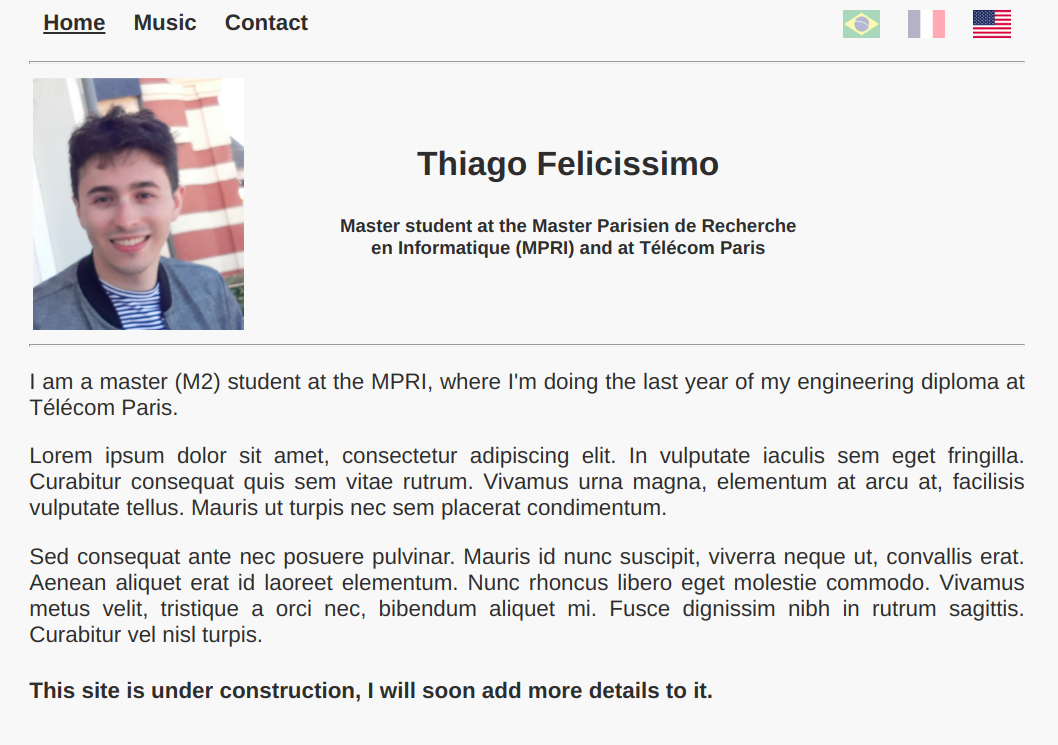 Home Music Contact
Thiago Felicissimo
Master student at the Master Parisien de Recherche
en Informatique (MPRI) and at Télécom Paris
I am a master (M2) student at the MPRI, where I'm doing the last year of my engineering diploma at
Télécom Paris.
Lorem ipsum dolor sit amet, consectetur adipiscing elit. In vulputate iaculis sem eget fringilla.
Curabitur consequat quis sem vitae rutrum. Vivamus urna magna, elementum at arcu at, facilisis
vulputate tellus. Mauris ut turpis nec sem placerat condimentum.
Sed consequat ante nec posuere pulvinar. Mauris id nunc suscipit, viverra neque ut, convallis erat.
Aenean aliquet erat id laoreet elementum. Nunc rhoncus libero eget molestie commodo. Vivamus
metus velit, tristique a orci nec, bibendum aliquet mi. Fusce dignissim nibh in rutrum sagittis.
Curabitur vel nisl turpis.
This site is under construction, I will soon add more details to it.